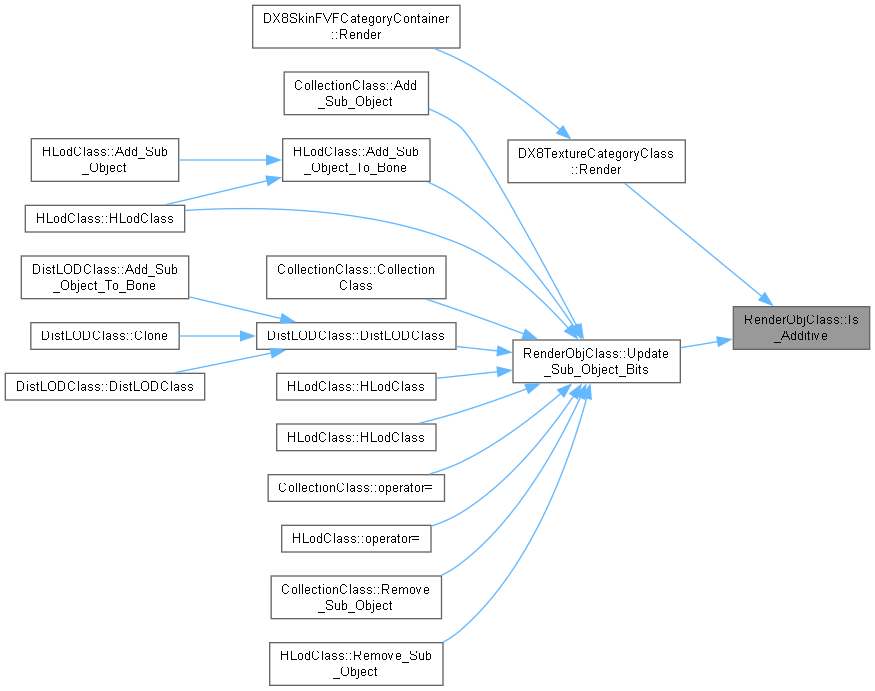 DX8SkinFVFCategoryContainer
::Render
CollectionClass::Add
_Sub_Object
DX8TextureCategoryClass
::Render
HLodClass::Add_Sub
_Object
HLodClass::Add_Sub
_Object_To_Bone
HLodClass::HLodClass
DistLODClass::Add_Sub
_Object_To_Bone
CollectionClass::Collection
Class
RenderObjClass::Is
_Additive
DistLODClass::Clone
DistLODClass::DistLODClass
RenderObjClass::Update
_Sub_Object_Bits
DistLODClass::DistLODClass
HLodClass::HLodClass
HLodClass::HLodClass
CollectionClass::operator=
HLodClass::operator=
CollectionClass::Remove
_Sub_Object
HLodClass::Remove_Sub
_Object